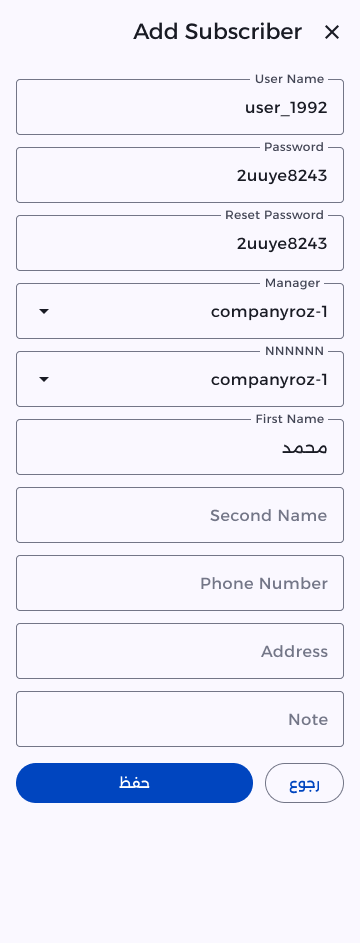 Add Subscriber
User Name
user_1992
Password
2uuye8243
Reset Password
2uuye8243
Manager
companyroz-1
NNNNNN
companyroz-1
First Name
محمد
Second Name
Phone Number
Address
Note
رجوع
حفظ